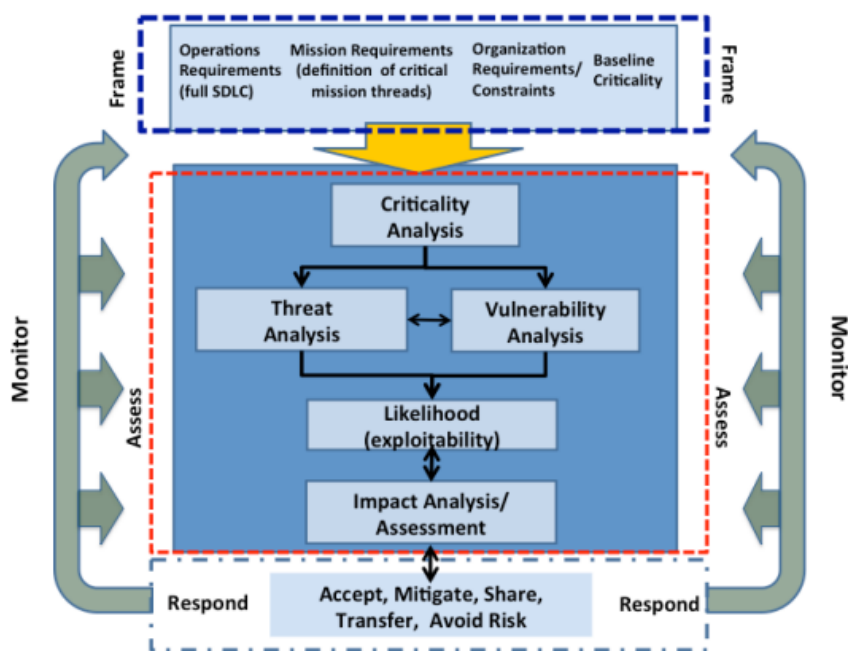 Frame
Operations
Requirements
(full SDLC)
Mission Requirements
(definition of critical
mission threads)
Organization
Requirements/
Constraints
Baseline
Criticality
Frame
Criticality
Analysis
Threat
Analysis
Vulnerability
Analysis
Likelihood
(exploitability)
Impact Analysis/
Assessment
Monitor
Assess
Assess
Monitor
Respond
Accept, Mitigate, Share,
Transfer, Avoid Risk
Respond